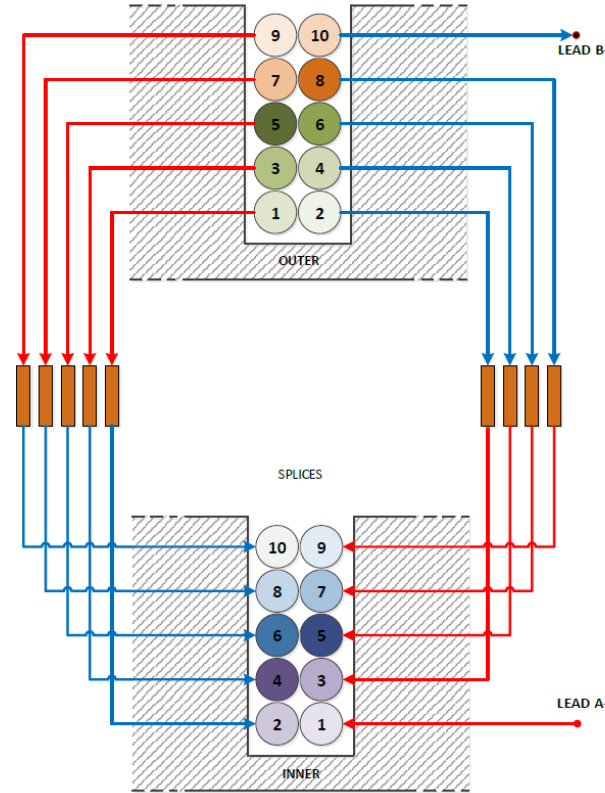 9 10
LEAD B-
7 8
5 6
3 4
1 2
OUTER
SPLICES
10 9
8 7
6 5
4 3
LEAD A-
2 1
INNER